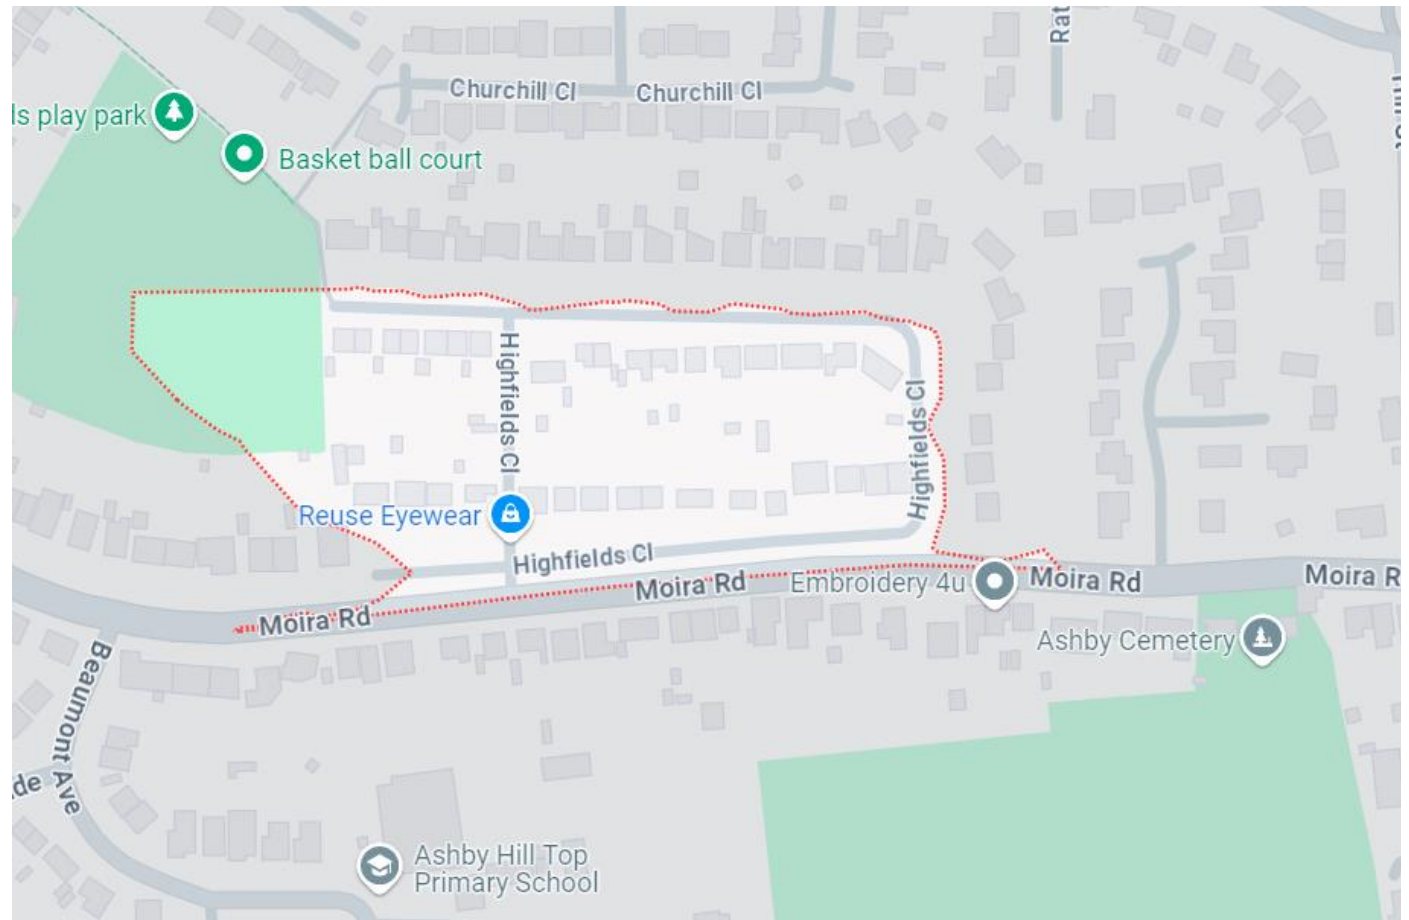 Rat
Churchill Cl
Churchill Cl
ls play park
Basket ball court
Highfields Cl
Highfields Cl
Reuse Eyewear
Highfields Cl
Moira Rd
Embroidery 4u
Moira Rd
Moira R
Moira Rd
Ashby Cemetery
Beaumont Ave
de
Ashby Hill Top
Primary School